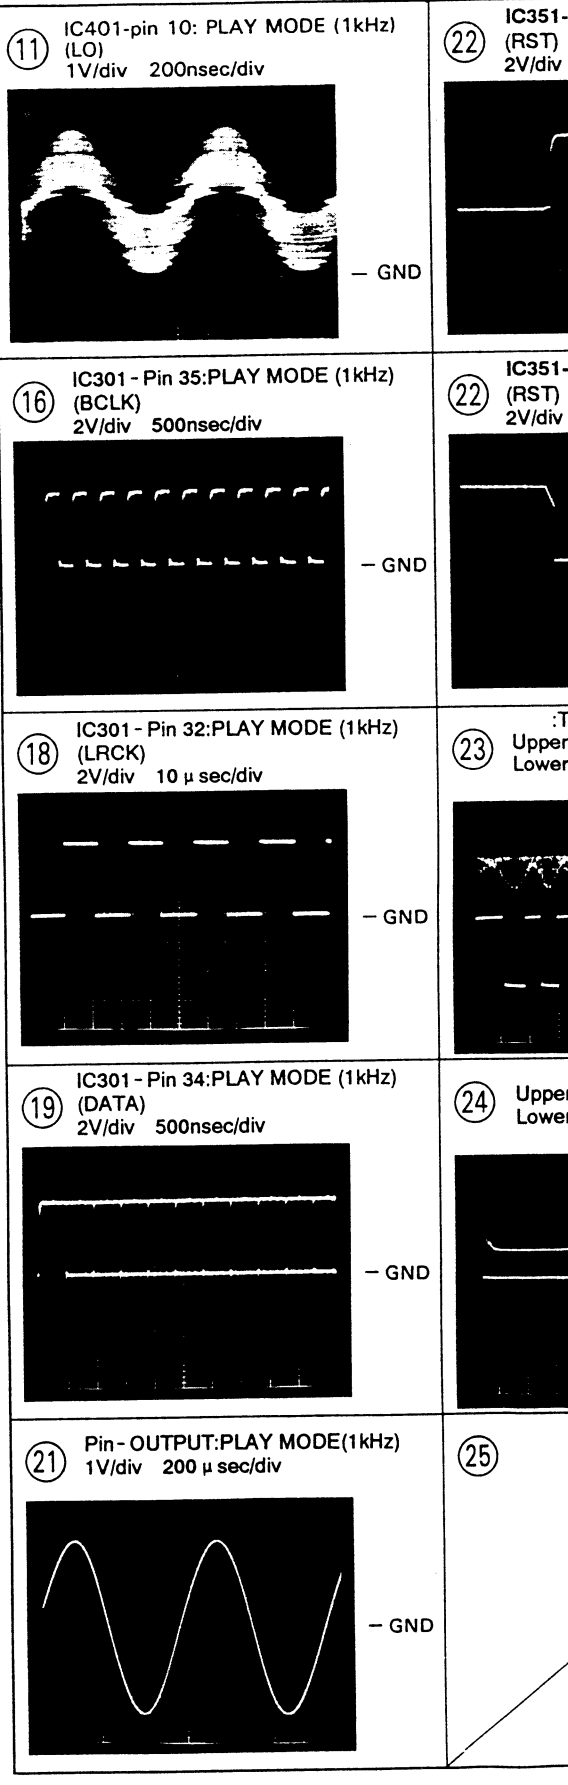 11
IC401-pin 10: PLAY MODE (1kHz)
(LO)
1V/div 200nsec/div
– GND
16
IC301 - Pin 35:PLAY MODE (1kHz)
(BCLK)
2V/div 500nsec/div
– GND
18
IC301 - Pin 32:PLAY MODE (1kHz)
(LRCK)
2V/div 10 μ sec/div
– GND
19
IC301 - Pin 34:PLAY MODE (1kHz)
(DATA)
2V/div 500nsec/div
– GND
21
Pin - OUTPUT:PLAY MODE(1kHz)
1V/div 200 μ sec/div
– GND
22
IC351-
(RST)
2V/div
22
IC351-
(RST)
2V/div
23
:T
Upper
Lower
24
Upper
Lower
25